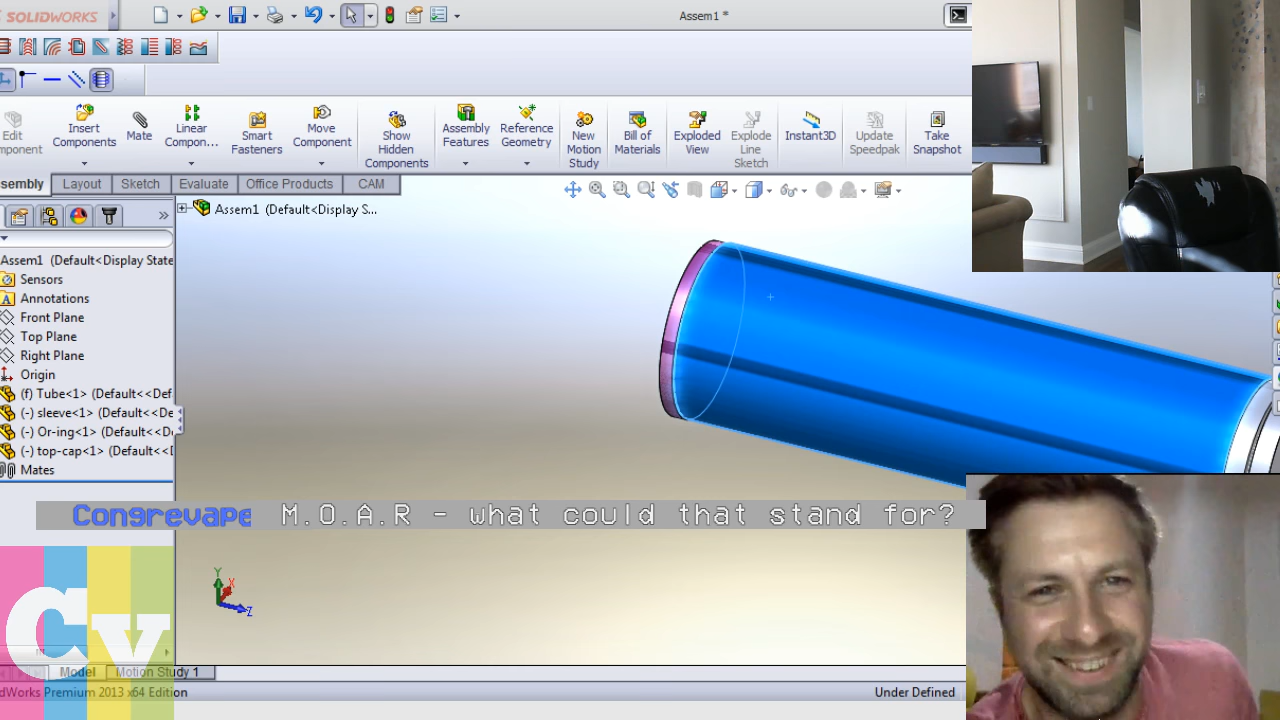 SOLIDWORKS
Assem1 *
Edit
mponent
Insert
Components
Mate
Linear
Compon...
Smart
Fasteners
Move
Component
Show
Hidden
Components
Assembly
Features
Reference
Geometry
New
Motion
Study
Bill of
Materials
Exploded
View
Explode
Line
Sketch
Instant3D
Update
Speedpak
Take
Snapshot
sembly
Layout
Sketch
Evaluate
Office Products
CAM
Assem1 (Default<Display S...
Assem1 (Default<Display State
Sensors
Annotations
Front Plane
Top Plane
Right Plane
Origin
(f) Tube<1> (Default<<Def
(-) sleeve<1> (Default<<De
(-) Or-ing<1> (Default<<D
(-) top-cap<1> (Default<<D
Mates
Congrevape M.O.A.R - what could that stand for?
Y
X
Z
Cv
Model
Motion Study 1
dWorks Premium 2013 x64 Edition
Under Defined